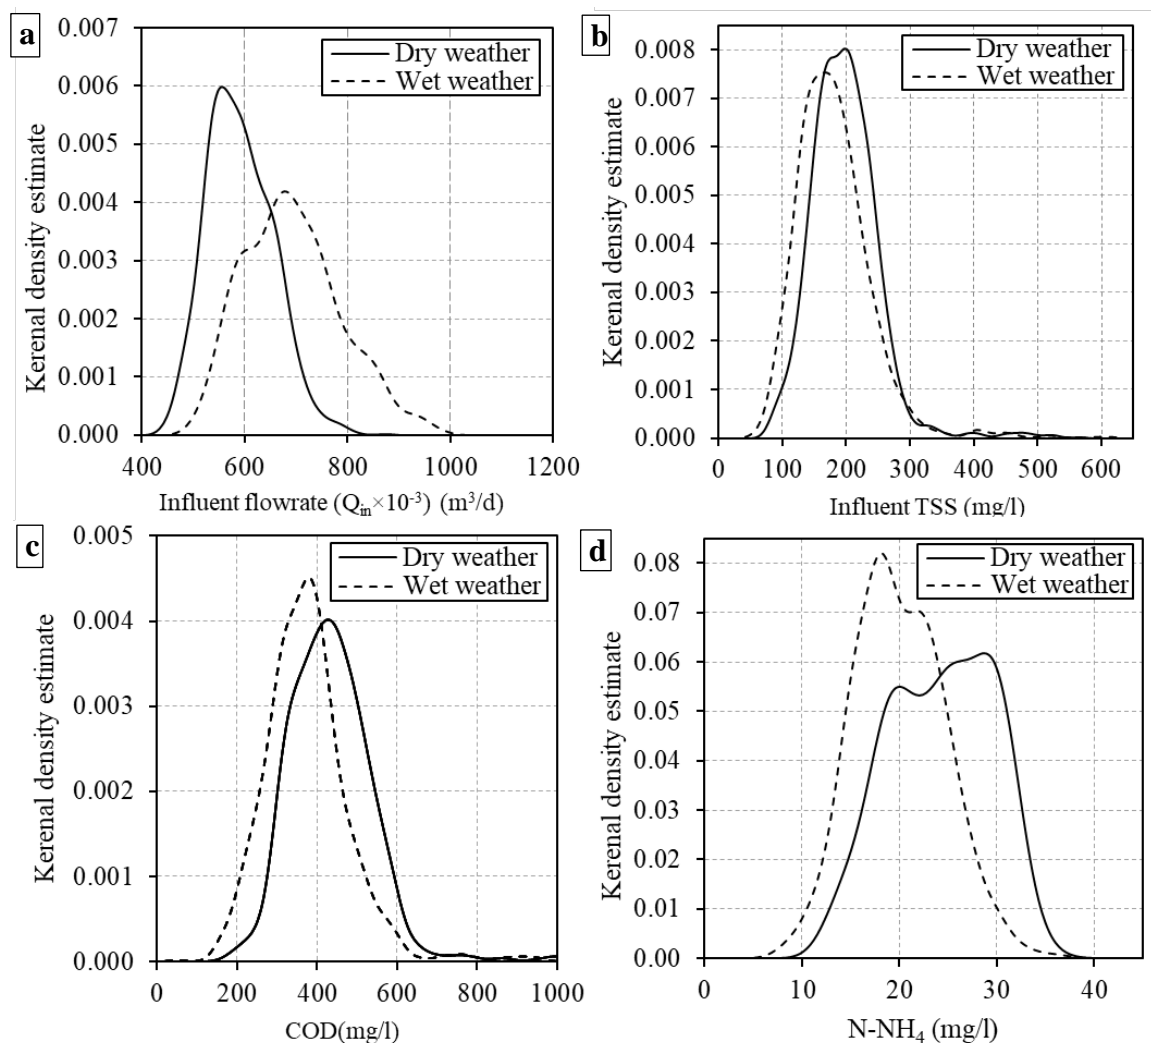 a
0.007
0.006
0.005
0.004
0.003
0.002
0.001
0.000
Kerenal density estimate
Dry weather
Wet weather
400 600 800 1000 1200
Influent flowrate (Qin×10-3) (m3/d)
b
0.008
0.007
0.006
0.005
0.004
0.003
0.002
0.001
0.000
Kerenal density estimate
Dry weather
Wet weather
0 100 200 300 400 500 600
Influent TSS (mg/l)
c
0.005
0.004
0.003
0.002
0.001
0.000
Kerenal density estimate
Dry weather
Wet weather
0 200 400 600 800 1000
COD(mg/l)
d
0.08
0.07
0.06
0.05
0.04
0.03
0.02
0.01
0.00
Kerenal density estimate
Dry weather
Wet weather
0 10 20 30 40
N-NH4 (mg/l)